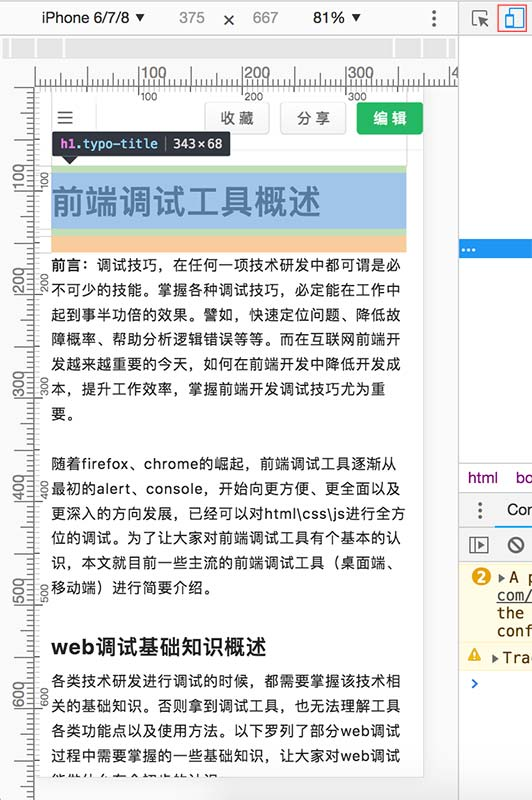 iPhone 6/7/8 ▼ 375 × 667 81% ▼
100 200 300
100 200 300
收藏 分享 编辑
h1.typo-title 343×68
前端调试工具概述
前言：调试技巧，在任何一项技术研发中都可谓是必
不可少的技能。掌握各种调试技巧，必定能在工作中
起到事半功倍的效果。譬如，快速定位问题、降低故
障概率、帮助分析逻辑错误等等。而在互联网前端开
发越来越重要的今天，如何在前端开发中降低开发成
本，提升工作效率，掌握前端开发调试技巧尤为重
要。
随着firefox、chrome的崛起，前端调试工具逐渐从
最初的alert、console，开始向更方便、更全面以及
更深入的方向发展，已经可以对html\css\js进行全方
位的调试。为了让大家对前端调试工具有个基本的认
识，本文就目前一些主流的前端调试工具（桌面端、
移动端）进行简要介绍。
web调试基础知识概述
各类技术研发进行调试的时候，都需要掌握该技术相
关的基础知识。否则拿到调试工具，也无法理解工具
各类功能点以及使用方法。以下罗列了部分web调试
过程中需要掌握的一些基础知识，让大家对web调试
100
200
300
400
500
600
100
200
300
400
500
600
…
html bo
Con
2 ▶ A p
com/
the
conf
▶ Trac